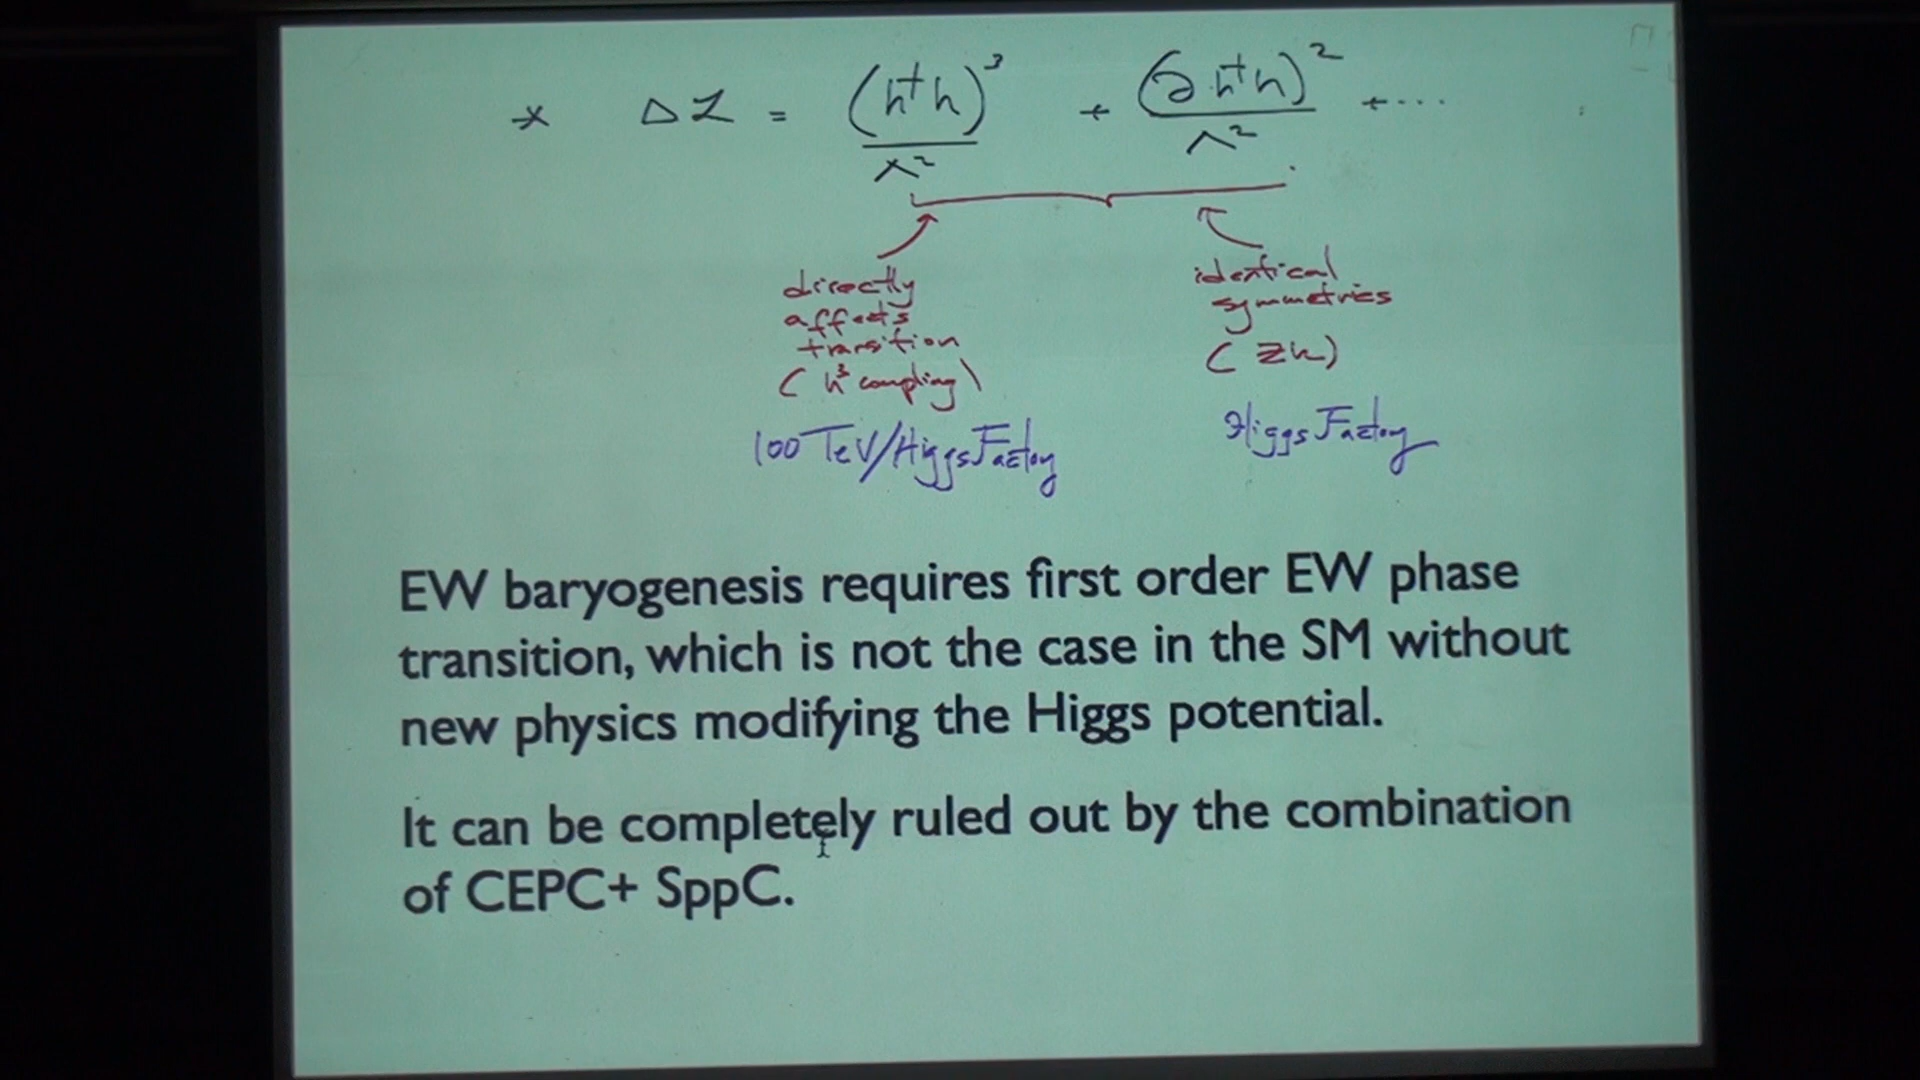 * ΔL = (h†h)³/Λ² + (∂h†h)²/Λ² + ....
directly
affects
transition
(h³ coupling)
identical
symmetries
(Zh)
100 TeV/Higgs Factory
Higgs Factory
EW baryogenesis requires first order EW phase
transition, which is not the case in the SM without
new physics modifying the Higgs potential.
It can be completely ruled out by the combination
of CEPC+ SppC.